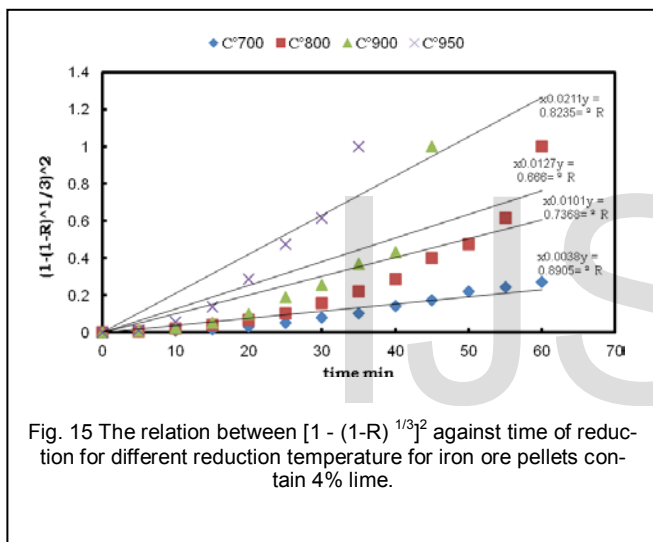 C°700 C°800 C°900 C°950
1.4
1.2
1
0.8
0.6
0.4
0.2
0
(1-(1-R)^1/3)^2
x0.0211y =
0.8235= ² R
x0.0127y =
0.666= ² R
x0.0101y =
0.7368= ² R
x0.0038y =
0.8905= ² R
0 10 20 30 40 50 60 70
time min
IJS
Fig. 15 The relation between [1 - (1-R) 1/3]2 against time of reduc-
tion for different reduction temperature for iron ore pellets con-
tain 4% lime.